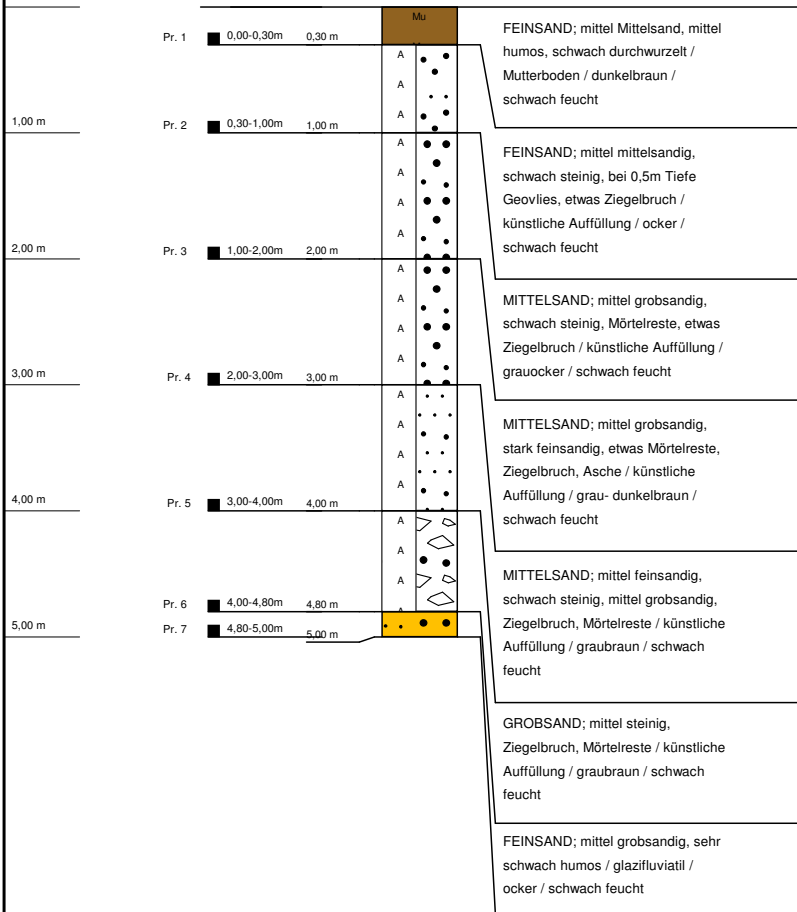 Mu
Pr. 1 0,00-0,30m 0,30 m
FEINSAND; mittel Mittelsand, mittel
humos, schwach durchwurzelt /
Mutterboden / dunkelbraun /
schwach feucht
A
A
A
1,00 m Pr. 2 0,30-1,00m 1,00 m
FEINSAND; mittel mittelsandig,
schwach steinig, bei 0,5m Tiefe
Geovlies, etwas Ziegelbruch /
künstliche Auffüllung / ocker /
schwach feucht
A
A
A
A
2,00 m Pr. 3 1,00-2,00m 2,00 m
MITTELSAND; mittel grobsandig,
schwach steinig, Mörtelreste, etwas
Ziegelbruch / künstliche Auffüllung /
grauocker / schwach feucht
A
A
A
A
3,00 m Pr. 4 2,00-3,00m 3,00 m
MITTELSAND; mittel grobsandig,
stark feinsandig, etwas Mörtelreste,
Ziegelbruch, Asche / künstliche
Auffüllung / grau- dunkelbraun /
schwach feucht
A
A
A
A
4,00 m Pr. 5 3,00-4,00m 4,00 m
MITTELSAND; mittel feinsandig,
schwach steinig, mittel grobsandig,
Ziegelbruch, Mörtelreste / künstliche
Auffüllung / graubraun / schwach
feucht
A
A
A
A
Pr. 6 4,00-4,80m 4,80 m
GROBSAND; mittel steinig,
Ziegelbruch, Mörtelreste / künstliche
Auffüllung / graubraun / schwach
feucht
5,00 m Pr. 7 4,80-5,00m 5,00 m
FEINSAND; mittel grobsandig, sehr
schwach humos / glazifluviatil /
ocker / schwach feucht